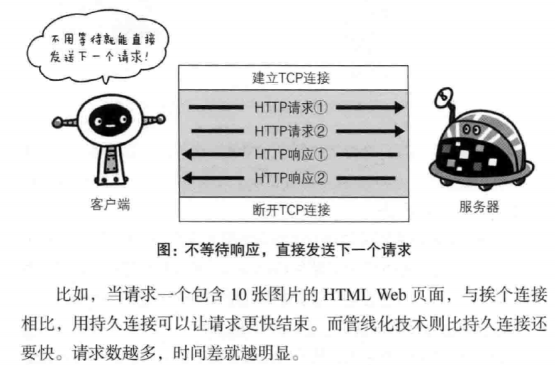 不用等待就能直接
发送下一个请求！
建立TCP连接
HTTP请求①
HTTP请求②
HTTP响应①
HTTP响应②
断开TCP连接
客户端
服务器
图：不等待响应，直接发送下一个请求
比如，当请求一个包含 10 张图片的 HTML Web 页面，与挨个连接
相比，用持久连接可以让请求更快结束。而管线化技术则比持久连接还
要快。请求数越多，时间差就越明显。